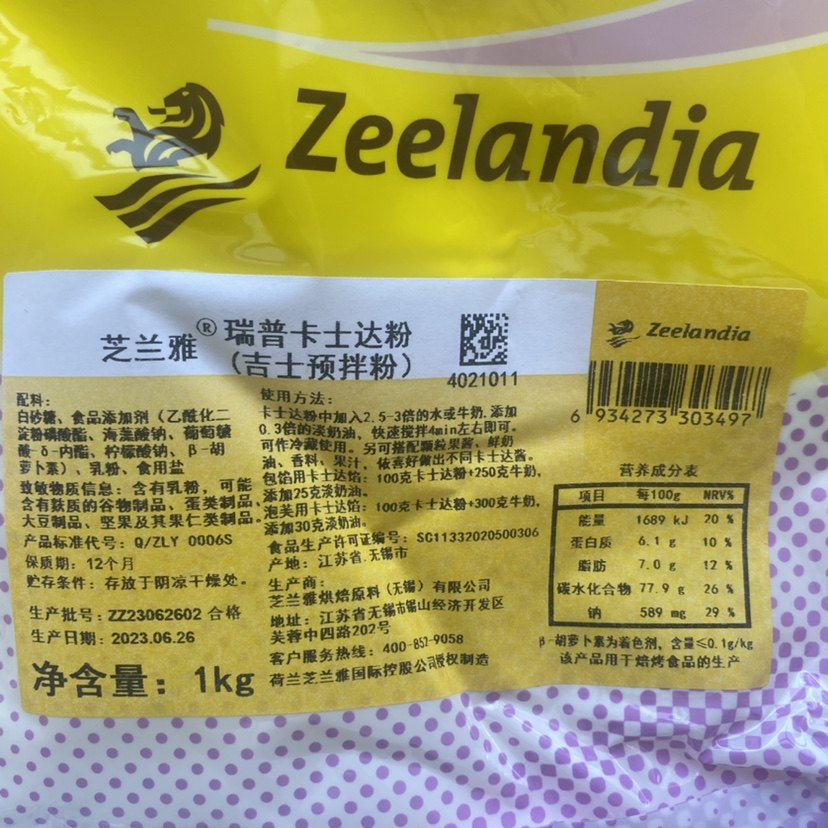 Zeelandia
芝兰雅®瑞普卡士达粉
（吉士预拌粉）
4021011
Zeelandia
6 934273 303497
配料：
白砂糖、食品添加剂（乙酰化二
淀粉磷酸酯、海藻酸钠、葡萄糖
酸-δ-内酯、柠檬酸钠、β-胡
萝卜素）、乳粉、食用盐
致敏物质信息：含有乳粉，可能
含有麸质的谷物制品、蛋类制品、
大豆制品、坚果及其果仁类制品。
产品标准代号：Q/ZLY 0006S
保质期：12个月
贮存条件：存放于阴凉干燥处。
生产批号：ZZ23062602 合格
生产日期：2023.06.26
净含量：1kg
使用方法：
卡士达粉中加入2.5-3倍的水或牛奶,添加
0.3倍的淡奶油，快速搅拌4min左右即可。
可作冷藏使用。另可搭配颗粒果酱、鲜奶
油、香料、果汁，依喜好做出不同卡士达酱。
包馅用卡士达馅：100克卡士达粉+250克牛奶,
添加25克淡奶油。
泡芙用卡士达馅：100克卡士达粉+300克牛奶,
添加30克淡奶油。
食品生产许可证编号：SC11332020500306
产地：江苏省.无锡市
生产商：
芝兰雅烘焙原料（无锡）有限公司
地址：江苏省无锡市锡山经济开发区
芙蓉中四路202号
客户服务热线：400-852-9058
荷兰芝兰雅国际控股公司授权制造
营养成分表
项目 每100g NRV%
能量 1689 kJ 20 %
蛋白质 6.1 g 10 %
脂肪 7.0 g 12 %
碳水化合物 77.9 g 26 %
钠 589 mg 29 %
β-胡萝卜素为着色剂，含量≤0.1g/kg
该产品用于焙烤食品的生产